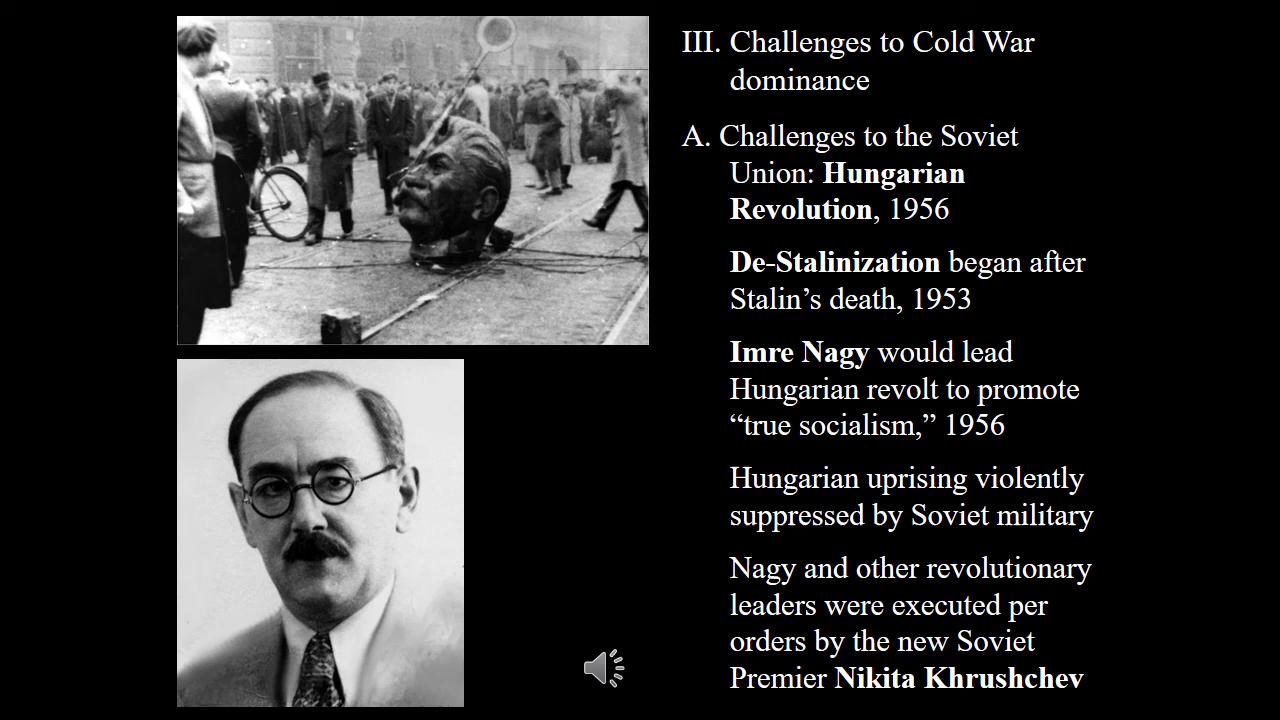 III. Challenges to Cold War
dominance
A. Challenges to the Soviet
Union: Hungarian
Revolution, 1956
De-Stalinization began after
Stalin’s death, 1953
Imre Nagy would lead
Hungarian revolt to promote
“true socialism,” 1956
Hungarian uprising violently
suppressed by Soviet military
Nagy and other revolutionary
leaders were executed per
orders by the new Soviet
Premier Nikita Khrushchev